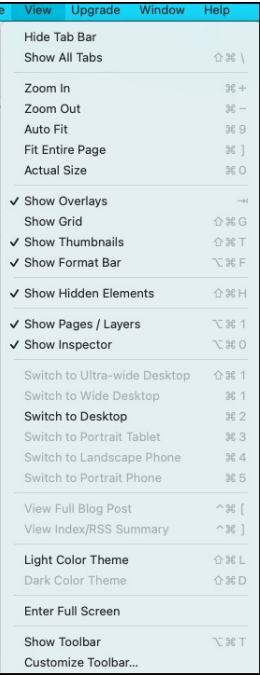 e View Upgrade Window Help
Hide Tab Bar
Show All Tabs ⇧⌘ \
Zoom In ⌘ +
Zoom Out ⌘ −
Auto Fit ⌘ 9
Fit Entire Page ⌘ ]
Actual Size ⌘ 0
✓ Show Overlays ⇥
Show Grid ⇧⌘ G
✓ Show Thumbnails ⇧⌘ T
✓ Show Format Bar ⌥⌘ F
✓ Show Hidden Elements ⇧⌘ H
✓ Show Pages / Layers ⌥⌘ 1
✓ Show Inspector ⌥⌘ 0
Switch to Ultra-wide Desktop ⇧⌘ 1
Switch to Wide Desktop ⌘ 1
Switch to Desktop ⌘ 2
Switch to Portrait Tablet ⌘ 3
Switch to Landscape Phone ⌘ 4
Switch to Portrait Phone ⌘ 5
View Full Blog Post ^⌘ [
View Index/RSS Summary ^⌘ ]
Light Color Theme ⇧⌘ L
Dark Color Theme ⇧⌘ D
Enter Full Screen
Show Toolbar ⌥⌘ T
Customize Toolbar...